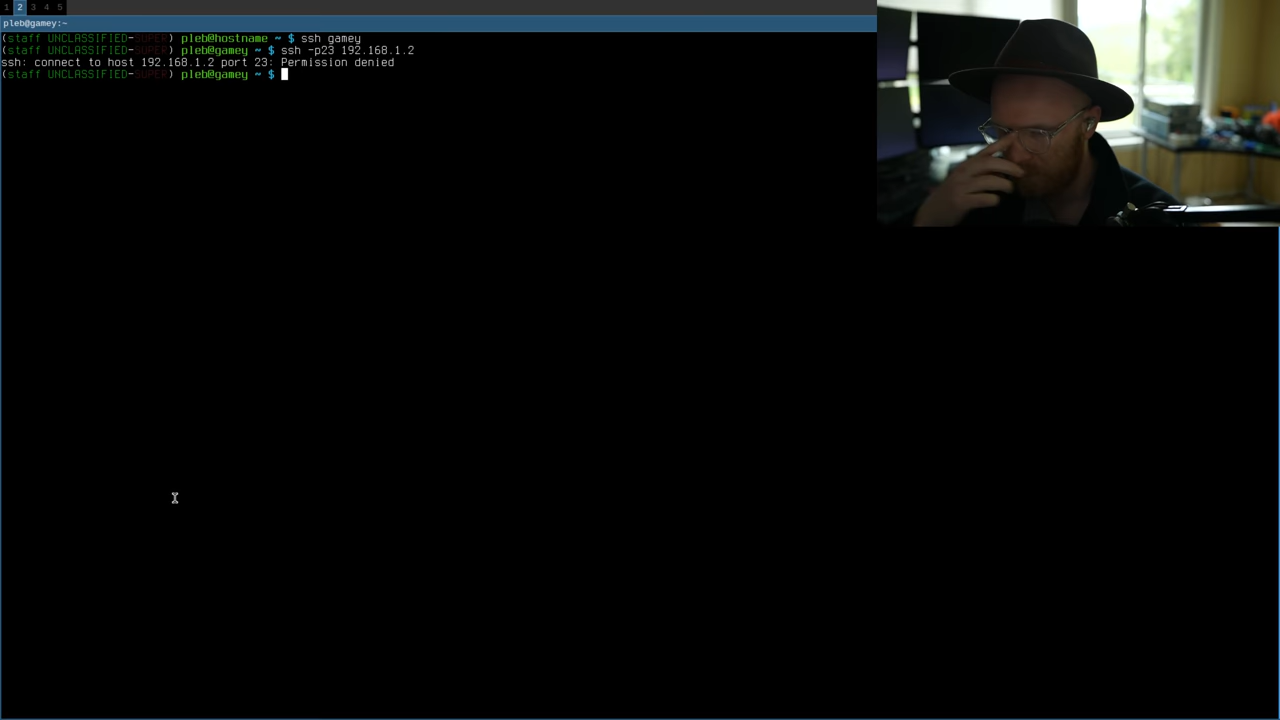 1 2 3 4 5
pleb@gamey:~
(staff UNCLASSIFIED-SUPER) pleb@hostname ~ $ ssh gamey
(staff UNCLASSIFIED-SUPER) pleb@gamey ~ $ ssh -p23 192.168.1.2
ssh: connect to host 192.168.1.2 port 23: Permission denied
(staff UNCLASSIFIED-SUPER) pleb@gamey ~ $